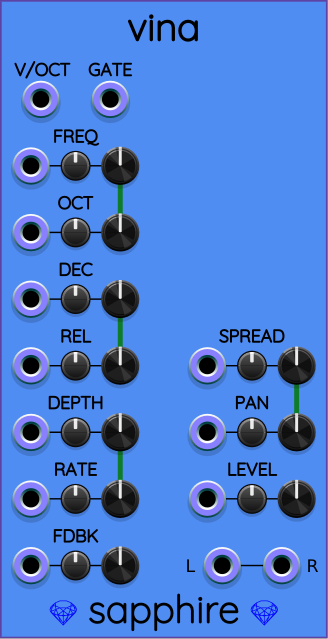 vina
V/OCT GATE
FREQ
OCT
DEC
REL SPREAD
DEPTH PAN
RATE LEVEL
FDBK
L R
sapphire